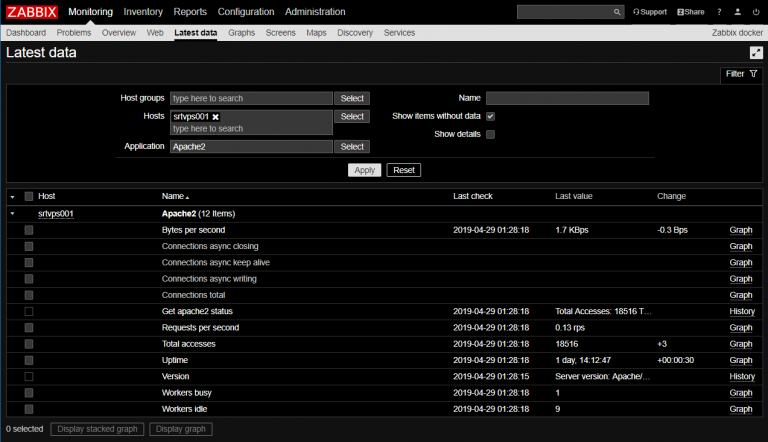 ZABBIX Monitoring Inventory Reports Configuration Administration Support Share ?
Dashboard Problems Overview Web Latest data Graphs Screens Maps Discovery Services Zabbix docker
Latest data
Filter
Host groups type here to search Select Name
Hosts srlvps001 Select Show items without data
type here to search Show details
Application Apache2 Select
Apply Reset
Host Name Last check Last value Change
srlvps001 Apache2 (12 Items)
Bytes per second 2019-04-29 01:28:18 1.7 KBps -0.3 Bps Graph
Connections async closing Graph
Connections async keep alive Graph
Connections async writing Graph
Connections total Graph
Get apache2 status 2019-04-29 01:28:18 Total Accesses: 18516 T... History
Requests per second 2019-04-29 01:28:18 0.13 rps Graph
Total accesses 2019-04-29 01:28:18 18516 +3 Graph
Uptime 2019-04-29 01:28:18 1 day, 14:12:47 +00:00:30 Graph
Version 2019-04-29 01:28:15 Server version: Apache/... History
Workers busy 2019-04-29 01:28:18 1 Graph
Workers idle 2019-04-29 01:28:18 9 Graph
0 selected Display stacked graph Display graph